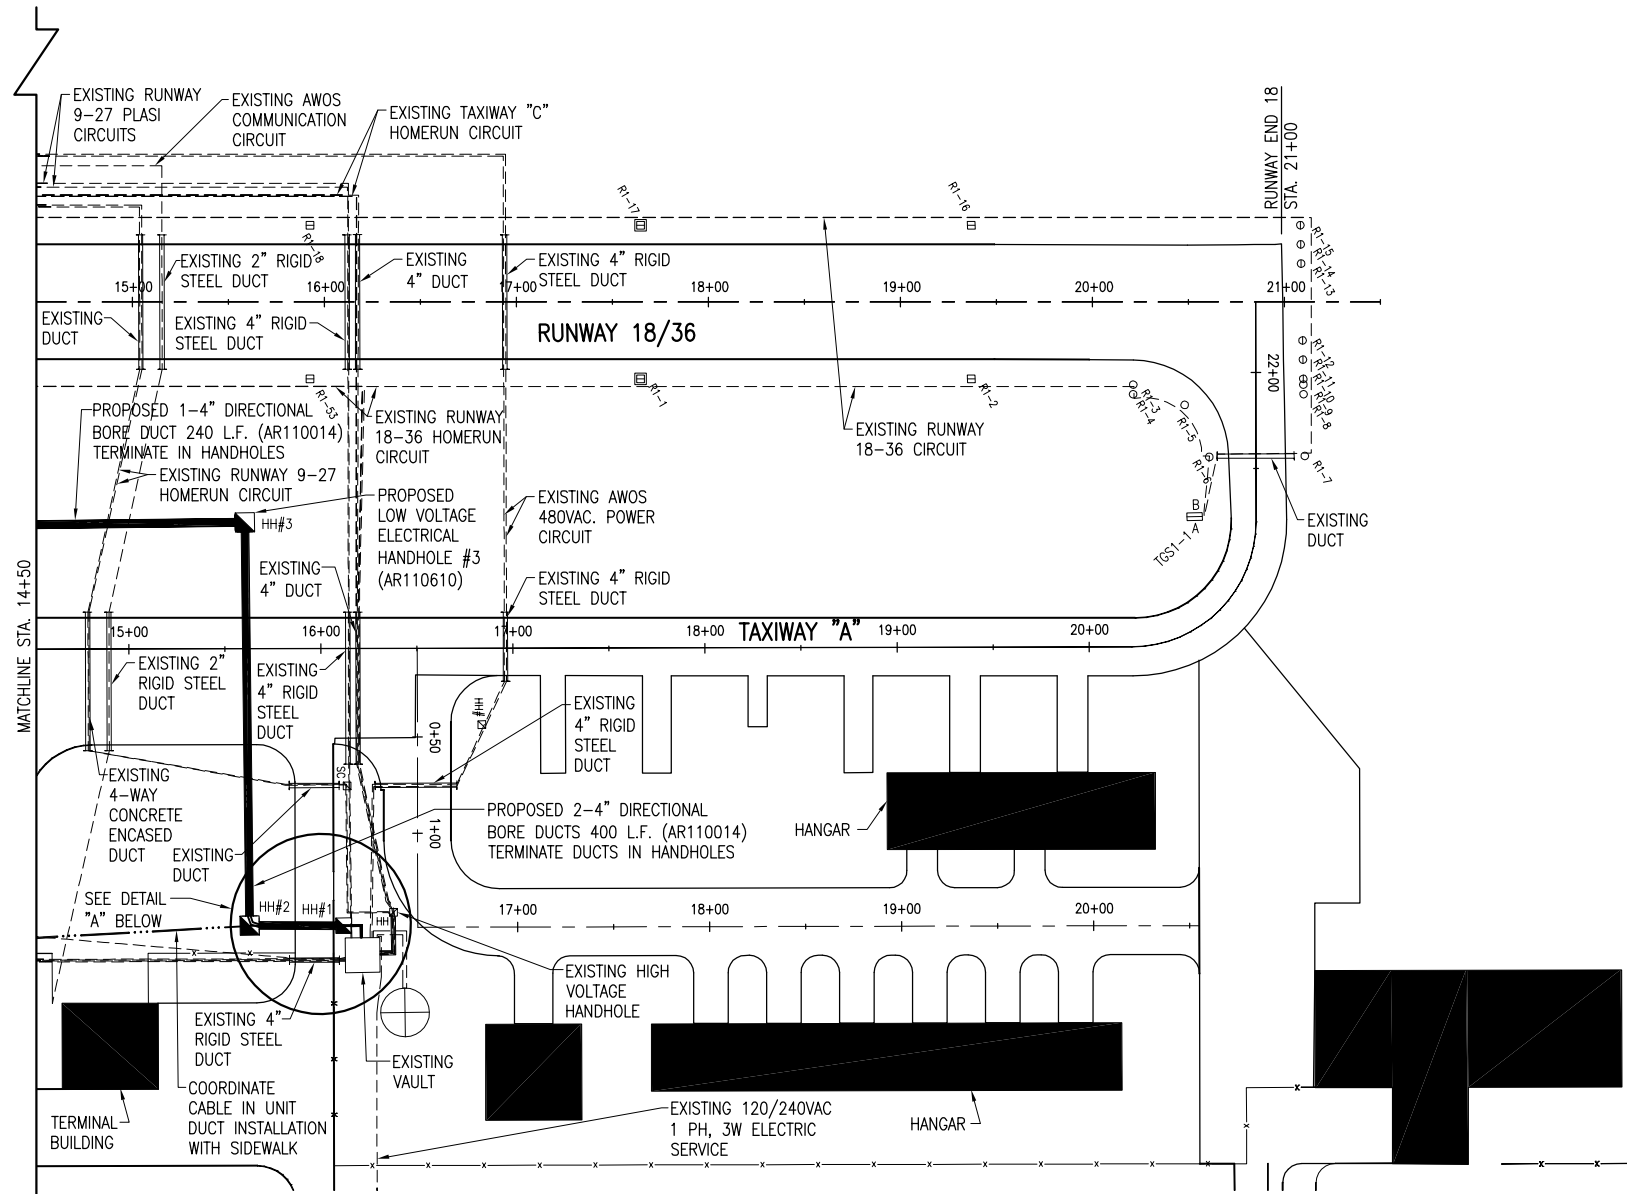 EXISTING RUNWAY
9-27 PLASI
CIRCUITS
EXISTING AWOS
COMMUNICATION
CIRCUIT
EXISTING TAXIWAY "C"
HOMERUN CIRCUIT
RUNWAY END 18
STA. 21+00
R1-18
R1-17
R1-16
R1-15
R1-14
R1-13
EXISTING 2" RIGID
STEEL DUCT
EXISTING
4" DUCT
EXISTING 4" RIGID
STEEL DUCT
15+00
16+00
17+00
18+00
19+00
20+00
21+00
EXISTING
DUCT
EXISTING 4" RIGID
STEEL DUCT
RUNWAY 18/36
22+00
R1-12
R1-11
R1-10
R1-9
R1-8
R1-7
R1-53
R1-1
R1-2
R1-3
R1-4
R1-5
R1-6
PROPOSED 1-4" DIRECTIONAL
BORE DUCT 240 L.F. (AR110014)
TERMINATE IN HANDHOLES
EXISTING RUNWAY
18-36 HOMERUN
CIRCUIT
EXISTING RUNWAY
18-36 CIRCUIT
EXISTING RUNWAY 9-27
HOMERUN CIRCUIT
PROPOSED
LOW VOLTAGE
ELECTRICAL
HANDHOLE #3
(AR110610)
EXISTING AWOS
480VAC. POWER
CIRCUIT
B
A
TGS1-1
EXISTING
DUCT
HH#3
EXISTING
4" DUCT
EXISTING 4" RIGID
STEEL DUCT
MATCHLINE STA. 14+50
15+00
16+00
17+00
18+00
TAXIWAY "A"
19+00
20+00
EXISTING 2"
RIGID STEEL
DUCT
EXISTING
4" RIGID
STEEL
DUCT
HH#
EXISTING
4" RIGID
STEEL
DUCT
0+50
1+00
SC
EXISTING
4-WAY
CONCRETE
ENCASED
DUCT
EXISTING
DUCT
PROPOSED 2-4" DIRECTIONAL
BORE DUCTS 400 L.F. (AR110014)
TERMINATE DUCTS IN HANDHOLES
HANGAR
SEE DETAIL
"A" BELOW
HH#2
HH#1
HH
17+00
18+00
19+00
20+00
EXISTING HIGH
VOLTAGE
HANDHOLE
EXISTING 4"
RIGID STEEL
DUCT
EXISTING
VAULT
COORDINATE
CABLE IN UNIT
DUCT INSTALLATION
WITH SIDEWALK
TERMINAL
BUILDING
EXISTING 120/240VAC
1 PH, 3W ELECTRIC
SERVICE
HANGAR